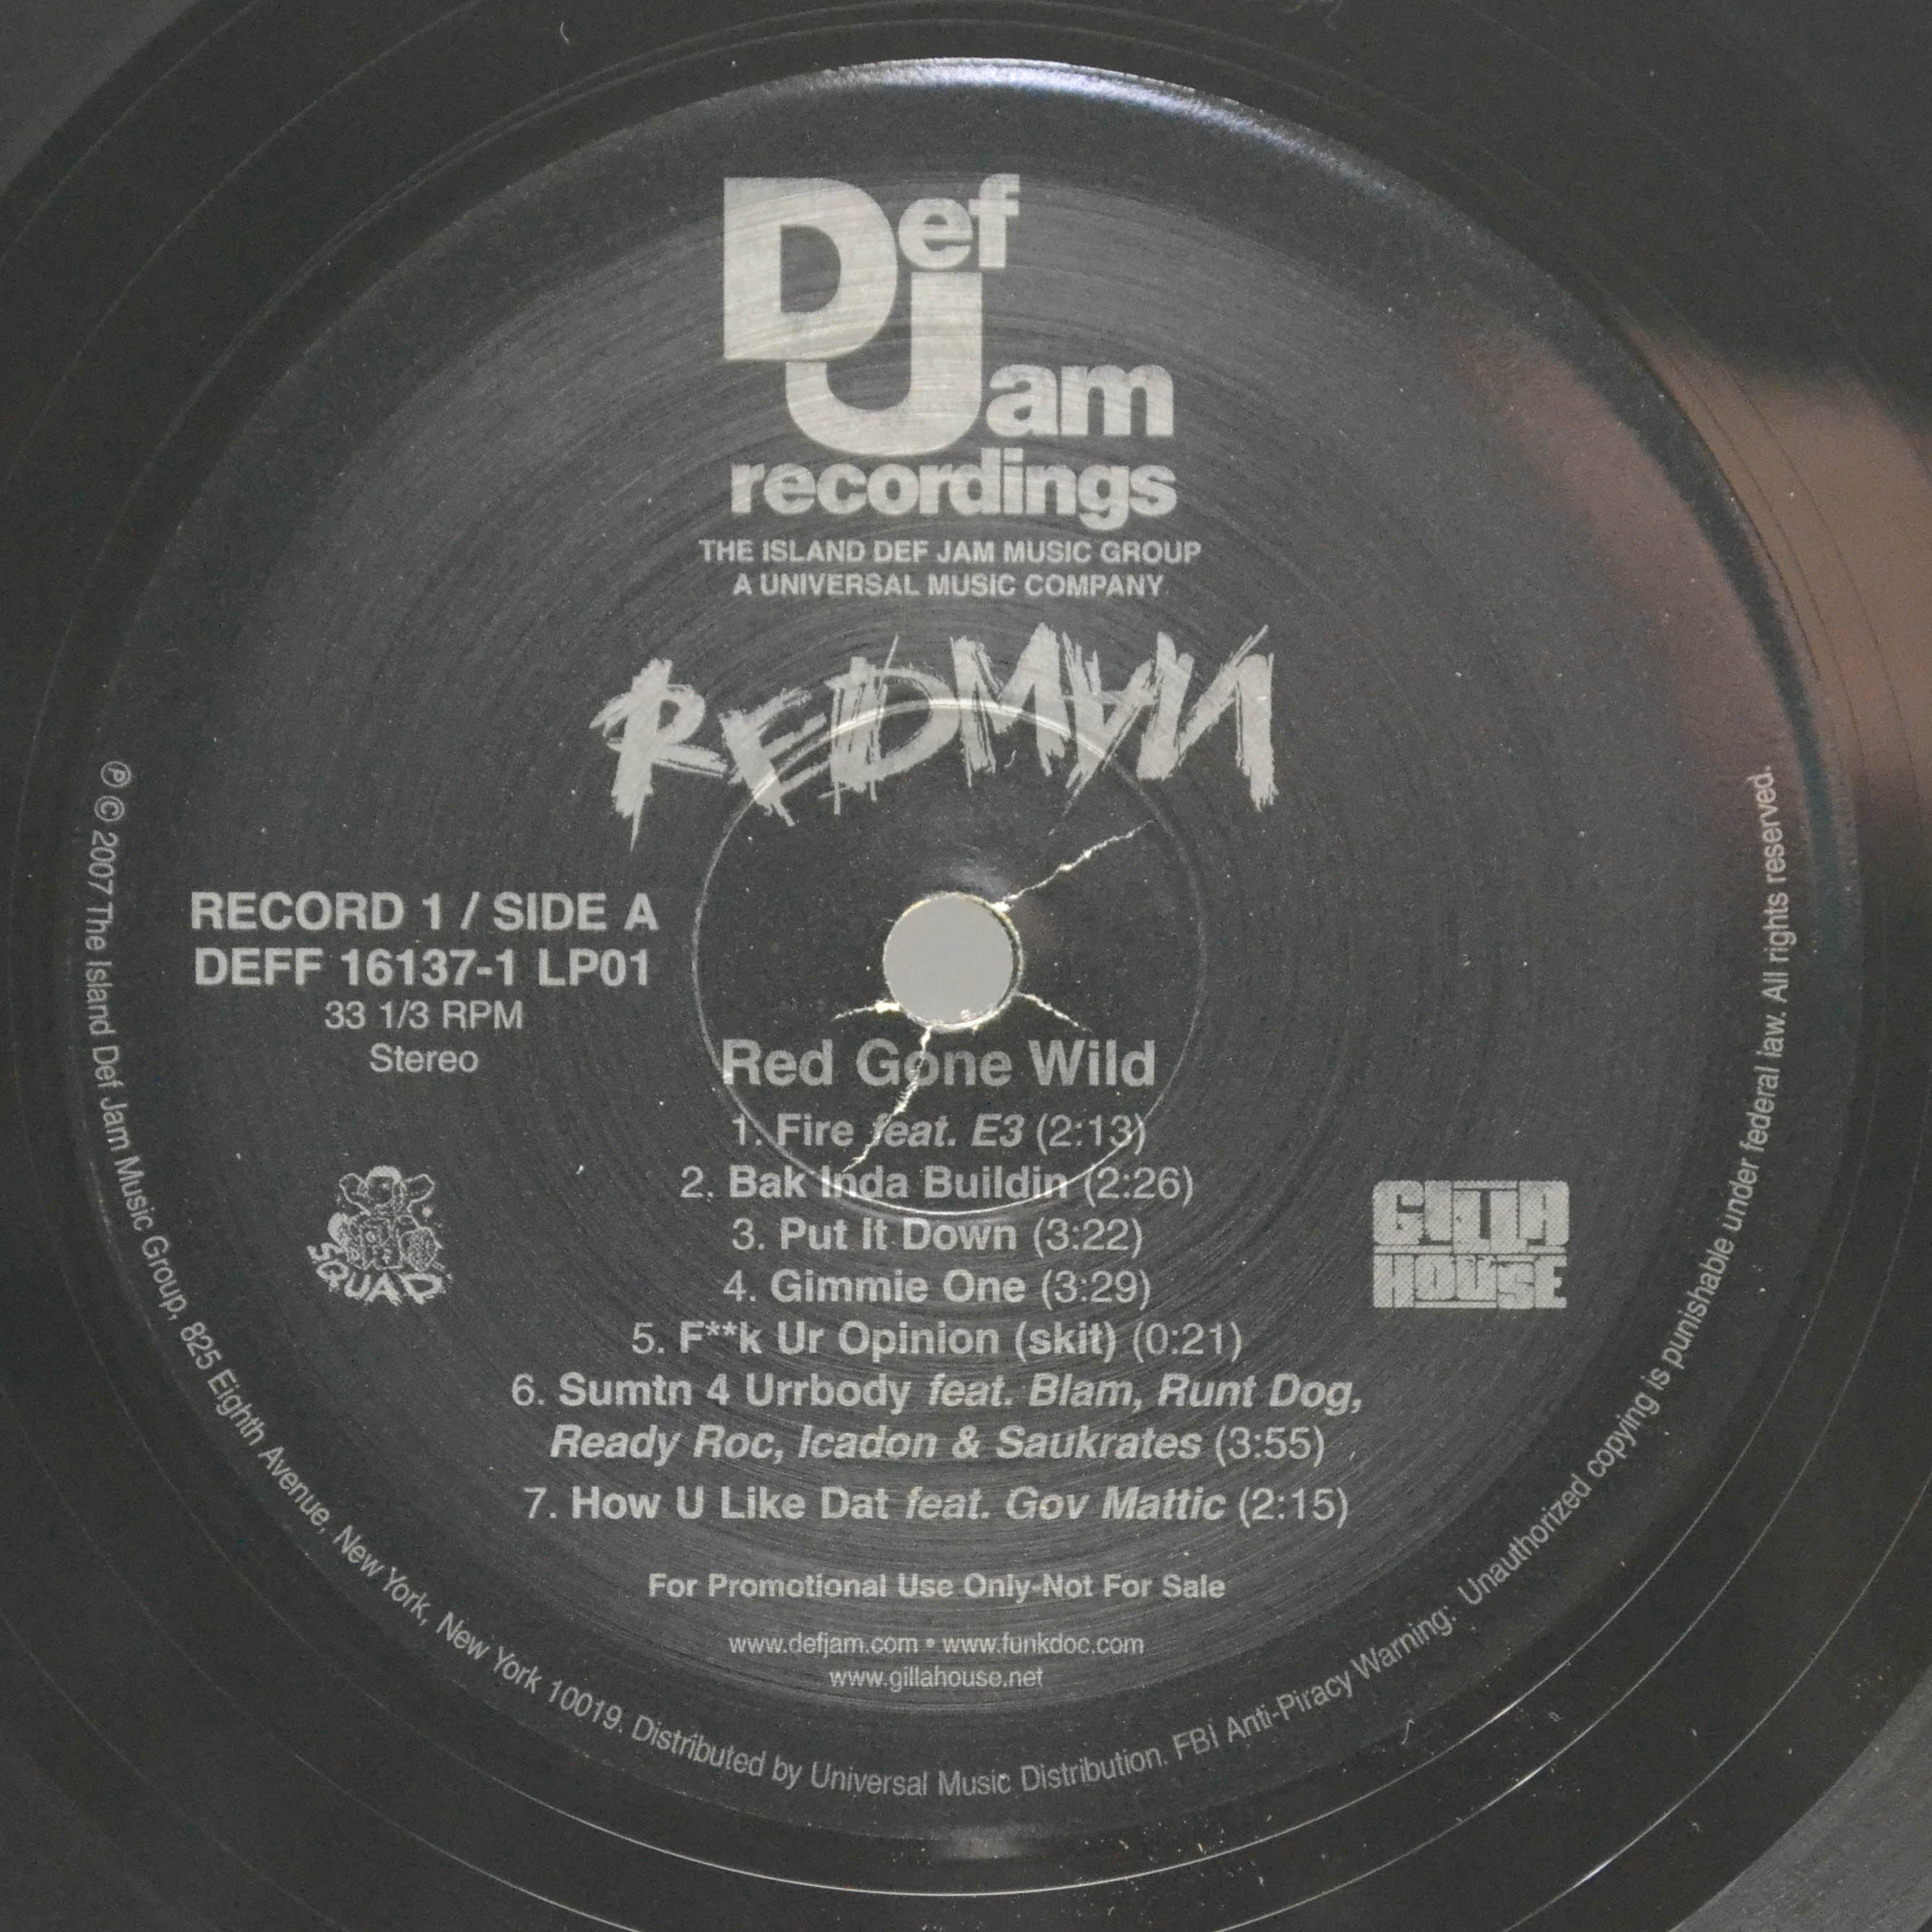 Def
Jam
recordings
THE ISLAND DEF JAM MUSIC GROUP
A UNIVERSAL MUSIC COMPANY
REDMAN
RECORD 1 / SIDE A
DEFF 16137-1 LP01
33 1/3 RPM
Stereo
Red Gone Wild
1. Fire feat. E3 (2:13)
2. Bak Inda Buildin (2:26)
3. Put It Down (3:22)
4. Gimmie One (3:29)
5. F**k Ur Opinion (skit) (0:21)
6. Sumtn 4 Urrbody feat. Blam, Runt Dog,
Ready Roc, Icadon & Saukrates (3:55)
7. How U Like Dat feat. Gov Mattic (2:15)
SQUAD
GILLA
HOUSE
For Promotional Use Only-Not For Sale
www.defjam.com • www.funkdoc.com
www.gillahouse.net
℗ © 2007 The Island Def Jam Music Group, 825 Eighth Avenue, New York, New York 10019. Distributed by Universal Music Distribution. FBI Anti-Piracy Warning: Unauthorized copying is punishable under federal law. All rights reserved.